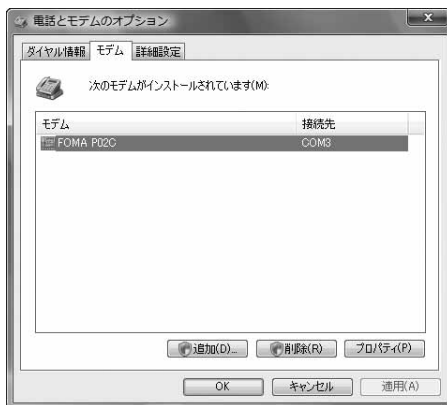 電話とモデムのオプション
ダイヤル情報 モデム 詳細設定
次のモデムがインストールされています(M):
モデム 接続先
FOMA P02C COM3
追加(D)... 削除(R) プロパティ(P)
OK キャンセル 適用(A)